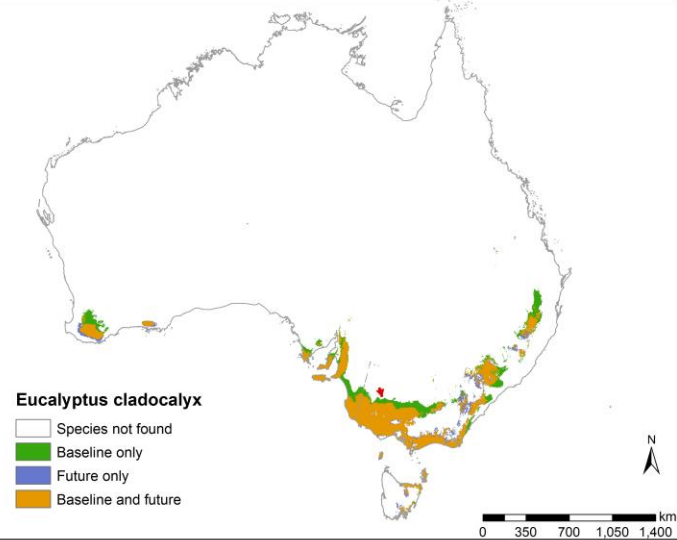 Eucalyptus cladocalyx
Species not found
Baseline only
Future only
Baseline and future
N
km
0 350 700 1,050 1,400